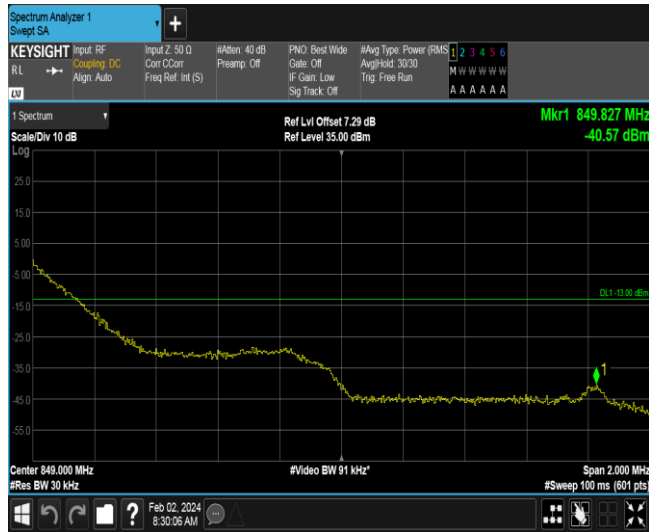 Spectrum Analyzer 1
Swept SA
KEYSIGHT
RL
LXI
Input: RF
Coupling: DC
Align: Auto
Input Z: 50 Ω
Corr CCorr
Freq Ref: Int (S)
#Atten: 40 dB
Preamp: Off
PNO: Best Wide
Gate: Off
IF Gain: Low
Sig Track: Off
#Avg Type: Power (RMS
Avg|Hold: 30/30
Trig: Free Run
1 2 3 4 5 6
M W W W W W
A A A A A A
1 Spectrum
Scale/Div 10 dB
Ref Lvl Offset 7.29 dB
Ref Level 35.00 dBm
Mkr1 849.827 MHz
-40.57 dBm
Log
25.0
15.0
5.00
-5.00
DL1 -13.00 dBm
-15.0
-25.0
-35.0
1
-45.0
-55.0
Center 849.000 MHz
#Res BW 30 kHz
#Video BW 91 kHz*
Span 2.000 MHz
#Sweep 100 ms (601 pts)
?
Feb 02, 2024
8:30:06 AM